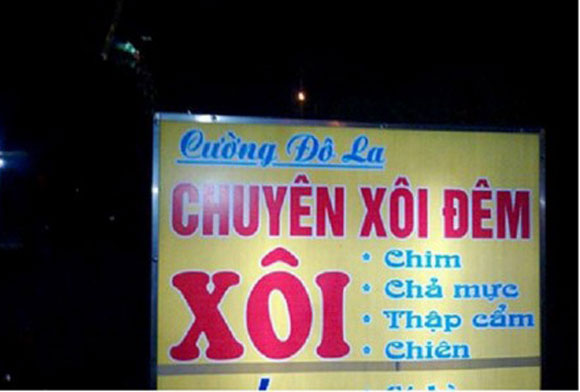 Cường Đô La
CHUYÊN XÔI ĐÊM
XÔI
• Chim
• Chả mực
• Thập cẩm
• Chiên